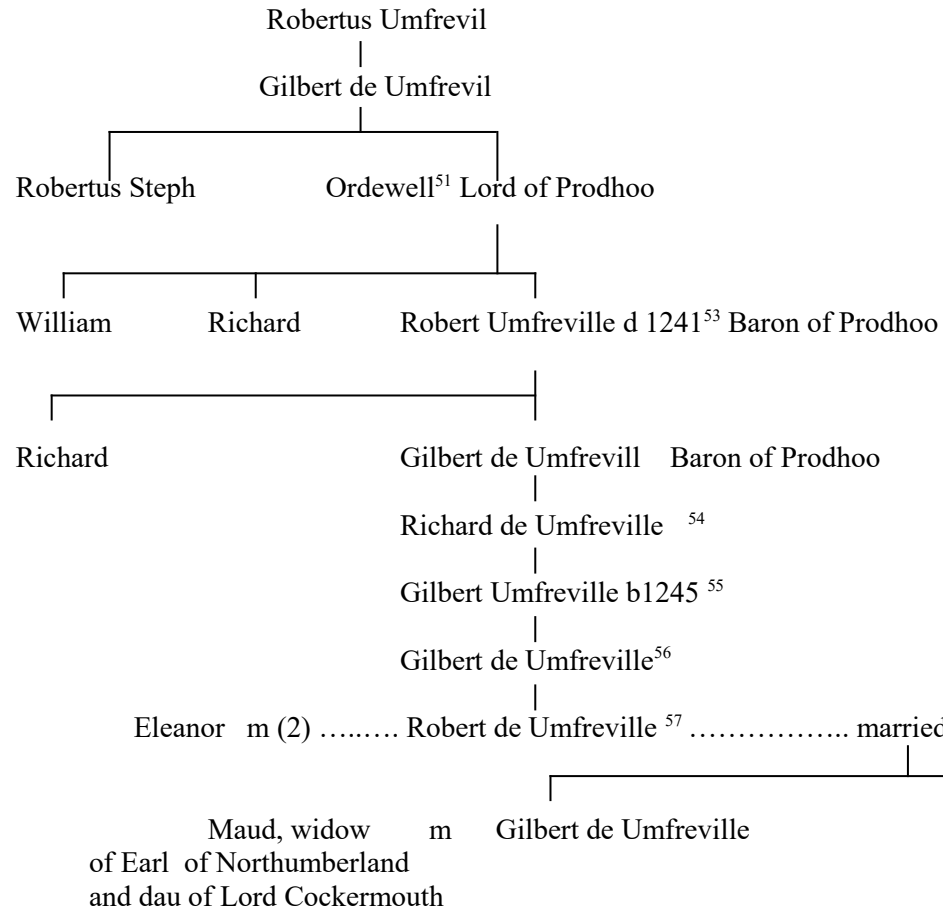 Robertus Umfrevil
Gilbert de Umfrevil
Robertus Steph Ordewell⁵¹ Lord of Prodhoo
William Richard Robert Umfreville d 1241⁵³ Baron of Prodhoo
Richard Gilbert de Umfrevill Baron of Prodhoo
Richard de Umfreville ⁵⁴
Gilbert Umfreville b1245 ⁵⁵
Gilbert de Umfreville⁵⁶
Eleanor m (2) …..…. Robert de Umfreville ⁵⁷ …………….. married
Maud, widow m Gilbert de Umfreville
of Earl of Northumberland
and dau of Lord Cockermouth